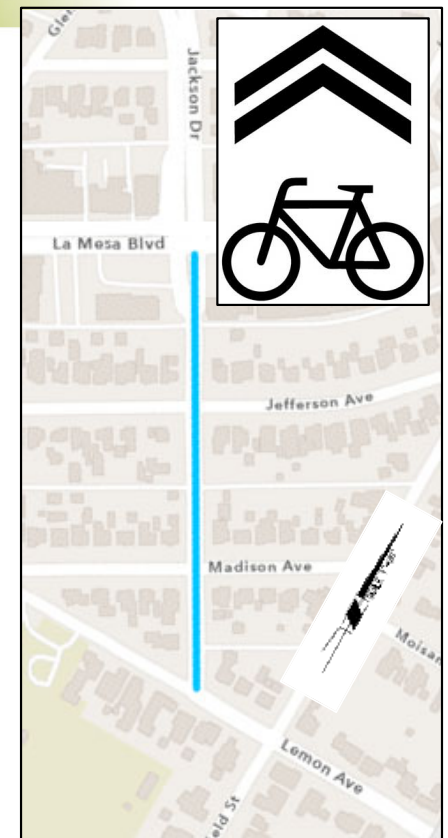 Jackson Dr
La Mesa Blvd
Jefferson Ave
Madison Ave
Lemon Ave